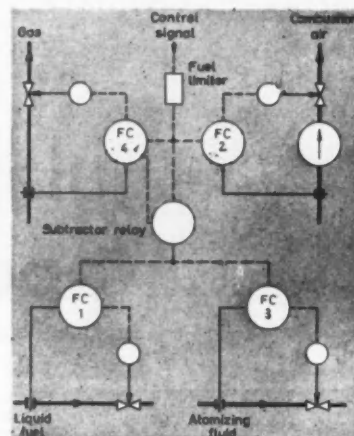 Gas
Control
signal
Combustion
air
Fuel
limiter
FC
4
FC
2
Subtractor relay
FC
1
FC
3
Liquid
fuel
Atomizing
fluid